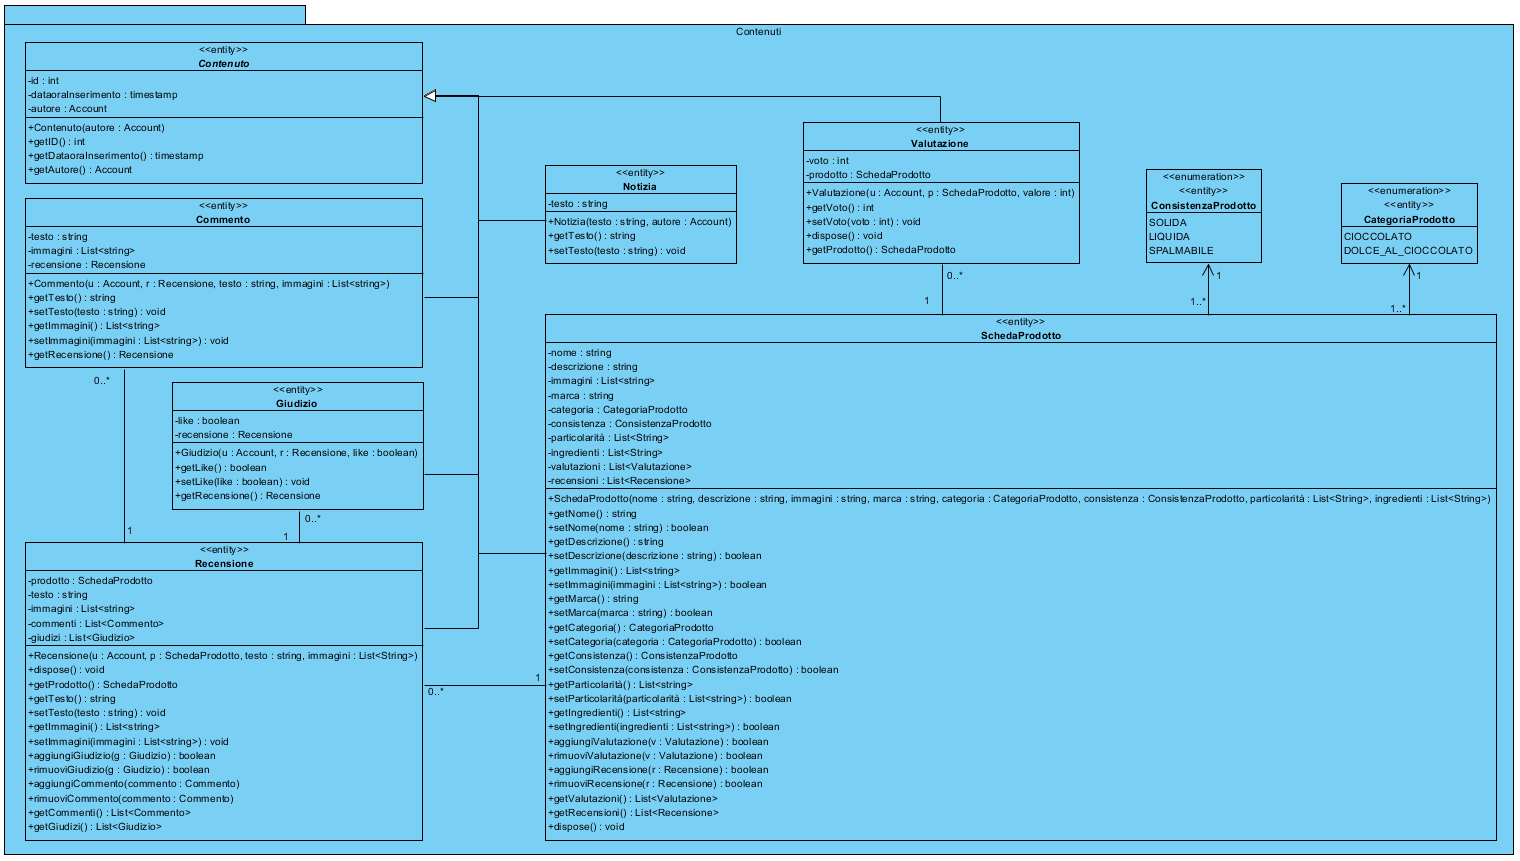 Contenuti
<<entity>>
Contenuto
-id : int
-dataoraInserimento : timestamp
-autore : Account
+Contenuto(autore : Account)
+getID() : int
+getDataoraInserimento() : timestamp
+getAutore() : Account
<<entity>>
Commento
-testo : string
-immagini : List<string>
-recensione : Recensione
+Commento(u : Account, r : Recensione, testo : string, immagini : List<string>)
+getTesto() : string
+setTesto(testo : string) : void
+getImmagini() : List<string>
+setImmagini(immagini : List<string>) : void
+getRecensione() : Recensione
0..*
1
<<entity>>
Giudizio
-like : boolean
-recensione : Recensione
+Giudizio(u : Account, r : Recensione, like : boolean)
+getLike() : boolean
+setLike(like : boolean) : void
+getRecensione() : Recensione
0..*
1
<<entity>>
Recensione
-prodotto : SchedaProdotto
-testo : string
-immagini : List<string>
-commenti : List<Commento>
-giudizi : List<Giudizio>
+Recensione(u : Account, p : SchedaProdotto, testo : string, immagini : List<String>)
+dispose() : void
+getProdotto() : SchedaProdotto
+getTesto() : string
+setTesto(testo : string) : void
+getImmagini() : List<string>
+setImmagini(immagini : List<string>) : void
+aggiungiGiudizio(g : Giudizio) : boolean
+rimuoviGiudizio(g : Giudizio) : boolean
+aggiungiCommento(commento : Commento)
+rimuoviCommento(commento : Commento)
+getCommenti() : List<Commento>
+getGiudizi() : List<Giudizio>
0..*
1
<<entity>>
Notizia
-testo : string
+Notizia(testo : string, autore : Account)
+getTesto() : string
+setTesto(testo : string) : void
<<entity>>
Valutazione
-voto : int
-prodotto : SchedaProdotto
+Valutazione(u : Account, p : SchedaProdotto, valore : int)
+getVoto() : int
+setVoto(voto : int) : void
+dispose() : void
+getProdotto() : SchedaProdotto
0..*
1
<<enumeration>>
<<entity>>
ConsistenzaProdotto
SOLIDA
LIQUIDA
SPALMABILE
1
1..*
<<enumeration>>
<<entity>>
CategoriaProdotto
CIOCCOLATO
DOLCE_AL_CIOCCOLATO
1
1..*
<<entity>>
SchedaProdotto
-nome : string
-descrizione : string
-immagini : List<string>
-marca : string
-categoria : CategoriaProdotto
-consistenza : ConsistenzaProdotto
-particolarità : List<String>
-ingredienti : List<String>
-valutazioni : List<Valutazione>
-recensioni : List<Recensione>
+SchedaProdotto(nome : string, descrizione : string, immagini : string, marca : string, categoria : CategoriaProdotto, consistenza : ConsistenzaProdotto, particolarità : List<String>, ingredienti : List<String>)
+getNome() : string
+setNome(nome : string) : boolean
+getDescrizione() : string
+setDescrizione(descrizione : string) : boolean
+getImmagini() : List<string>
+setImmagini(immagini : List<string>) : boolean
+getMarca() : string
+setMarca(marca : string) : boolean
+getCategoria() : CategoriaProdotto
+setCategoria(categoria : CategoriaProdotto) : boolean
+getConsistenza() : ConsistenzaProdotto
+setConsistenza(consistenza : ConsistenzaProdotto) : boolean
+getParticolarità() : List<string>
+setParticolarità(particolarità : List<string>) : boolean
+getIngredienti() : List<string>
+setIngredienti(ingredienti : List<string>) : boolean
+aggiungiValutazione(v : Valutazione) : boolean
+rimuoviValutazione(v : Valutazione) : boolean
+aggiungiRecensione(r : Recensione) : boolean
+rimuoviRecensione(r : Recensione) : boolean
+getValutazioni() : List<Valutazione>
+getRecensioni() : List<Recensione>
+dispose() : void